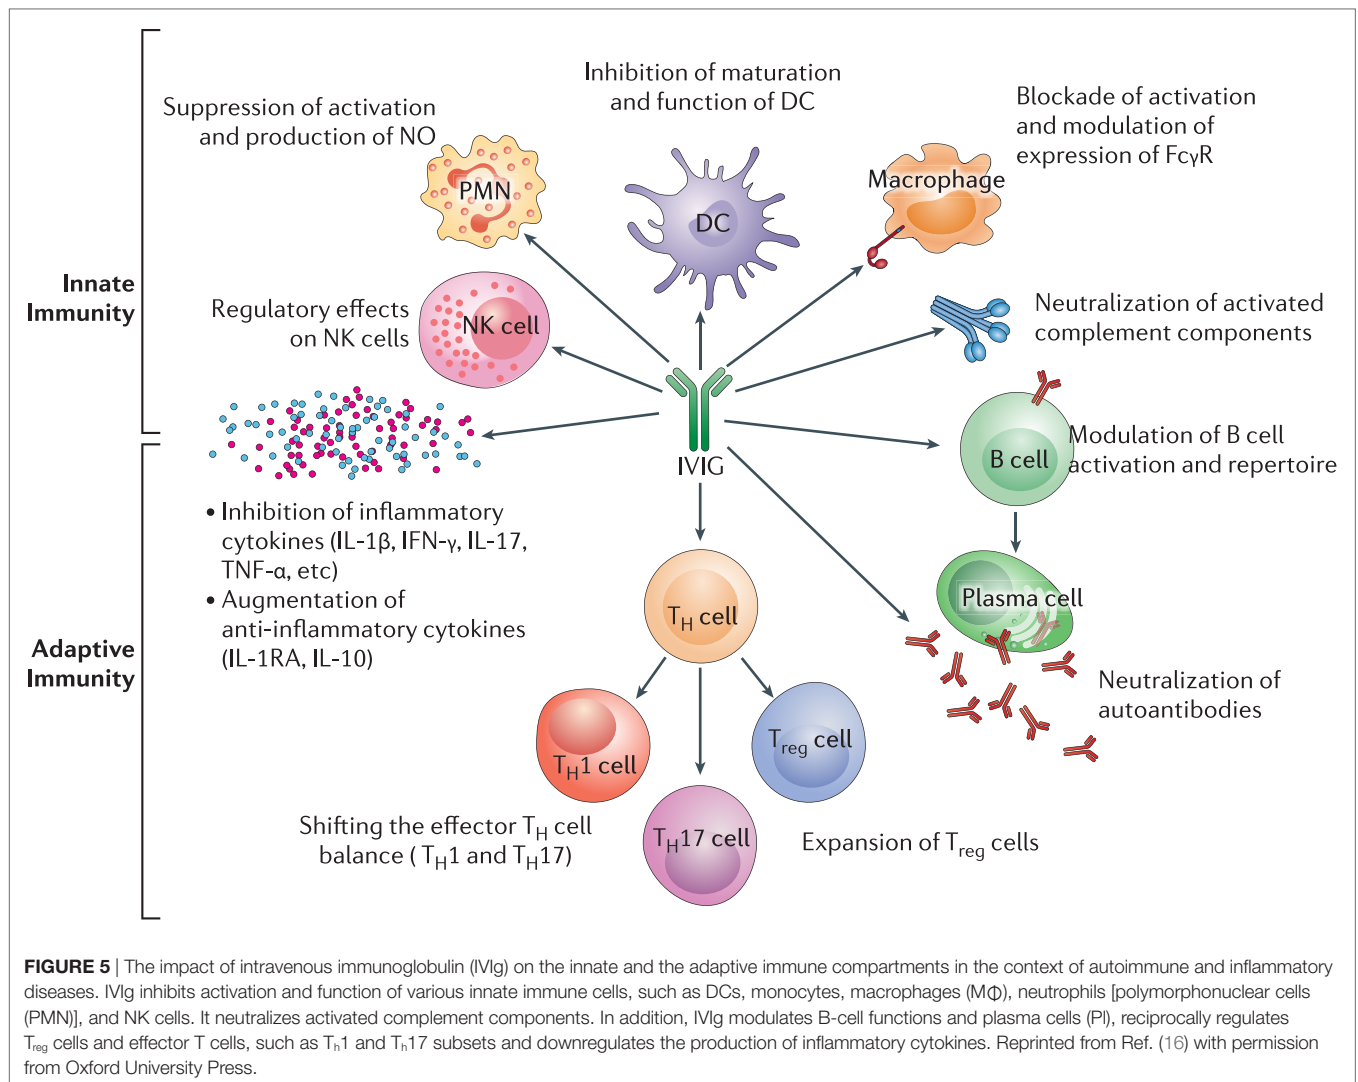 Inhibition of maturation
and function of DC
Suppression of activation
and production of NO
Blockade of activation
and modulation of
expression of FcγR
PMN
DC
Macrophage
Innate
Immunity
Regulatory effects
on NK cells
NK cell
Neutralization of activated
complement components
IVIG
B cell
Modulation of B cell
activation and repertoire
• Inhibition of inflammatory
cytokines (IL-1β, IFN-γ, IL-17,
TNF-α, etc)
• Augmentation of
anti-inflammatory cytokines
(IL-1RA, IL-10)
Adaptive
Immunity
TH cell
Plasma cell
Neutralization of
autoantibodies
TH1 cell
Treg cell
TH17 cell
Shifting the effector TH cell
balance ( TH1 and TH17)
Expansion of Treg cells
FIGURE 5 | The impact of intravenous immunoglobulin (IVIg) on the innate and the adaptive immune compartments in the context of autoimmune and inflammatory
diseases. IVIg inhibits activation and function of various innate immune cells, such as DCs, monocytes, macrophages (MΦ), neutrophils [polymorphonuclear cells
(PMN)], and NK cells. It neutralizes activated complement components. In addition, IVIg modulates B-cell functions and plasma cells (Pl), reciprocally regulates
Treg cells and effector T cells, such as Th1 and Th17 subsets and downregulates the production of inflammatory cytokines. Reprinted from Ref. (16) with permission
from Oxford University Press.